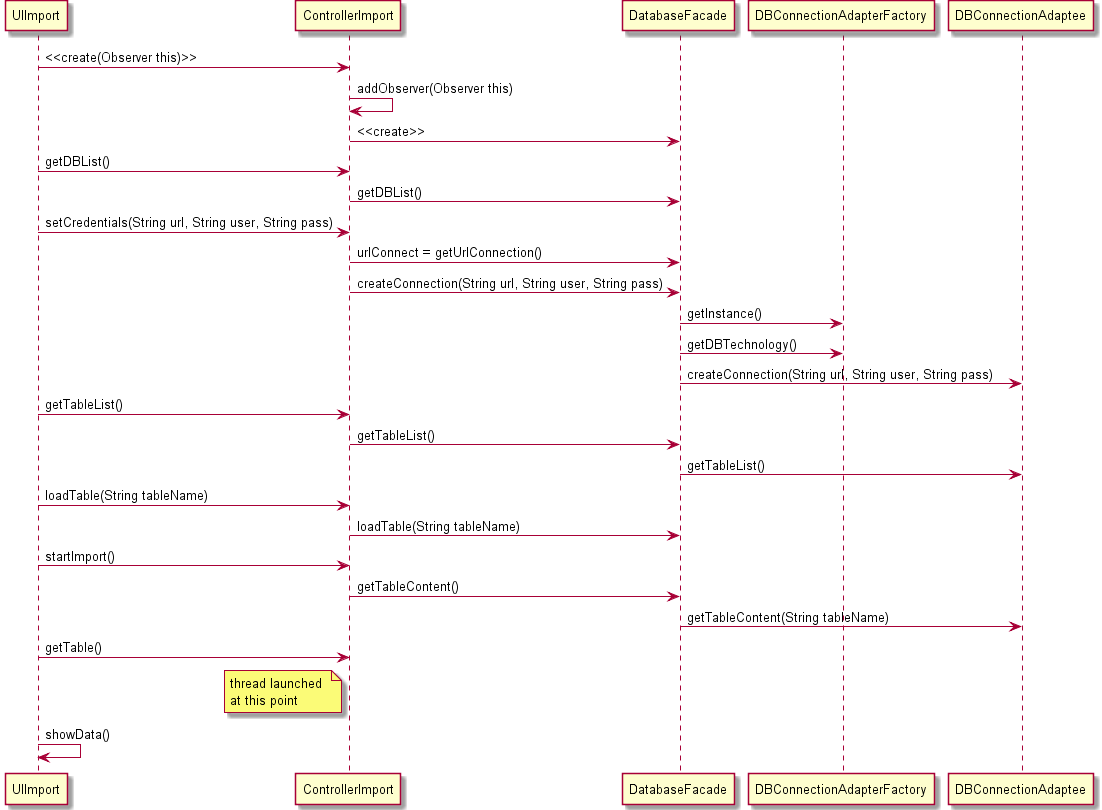 UIImport
ControllerImport
DatabaseFacade
DBConnectionAdapterFactory
DBConnectionAdaptee
<<create(Observer this)>>
addObserver(Observer this)
<<create>>
getDBList()
getDBList()
setCredentials(String url, String user, String pass)
urlConnect = getUrlConnection()
createConnection(String url, String user, String pass)
getInstance()
getDBTechnology()
createConnection(String url, String user, String pass)
getTableList()
getTableList()
getTableList()
loadTable(String tableName)
loadTable(String tableName)
startImport()
getTableContent()
getTableContent(String tableName)
getTable()
thread launched
at this point
showData()
UIImport
ControllerImport
DatabaseFacade
DBConnectionAdapterFactory
DBConnectionAdaptee